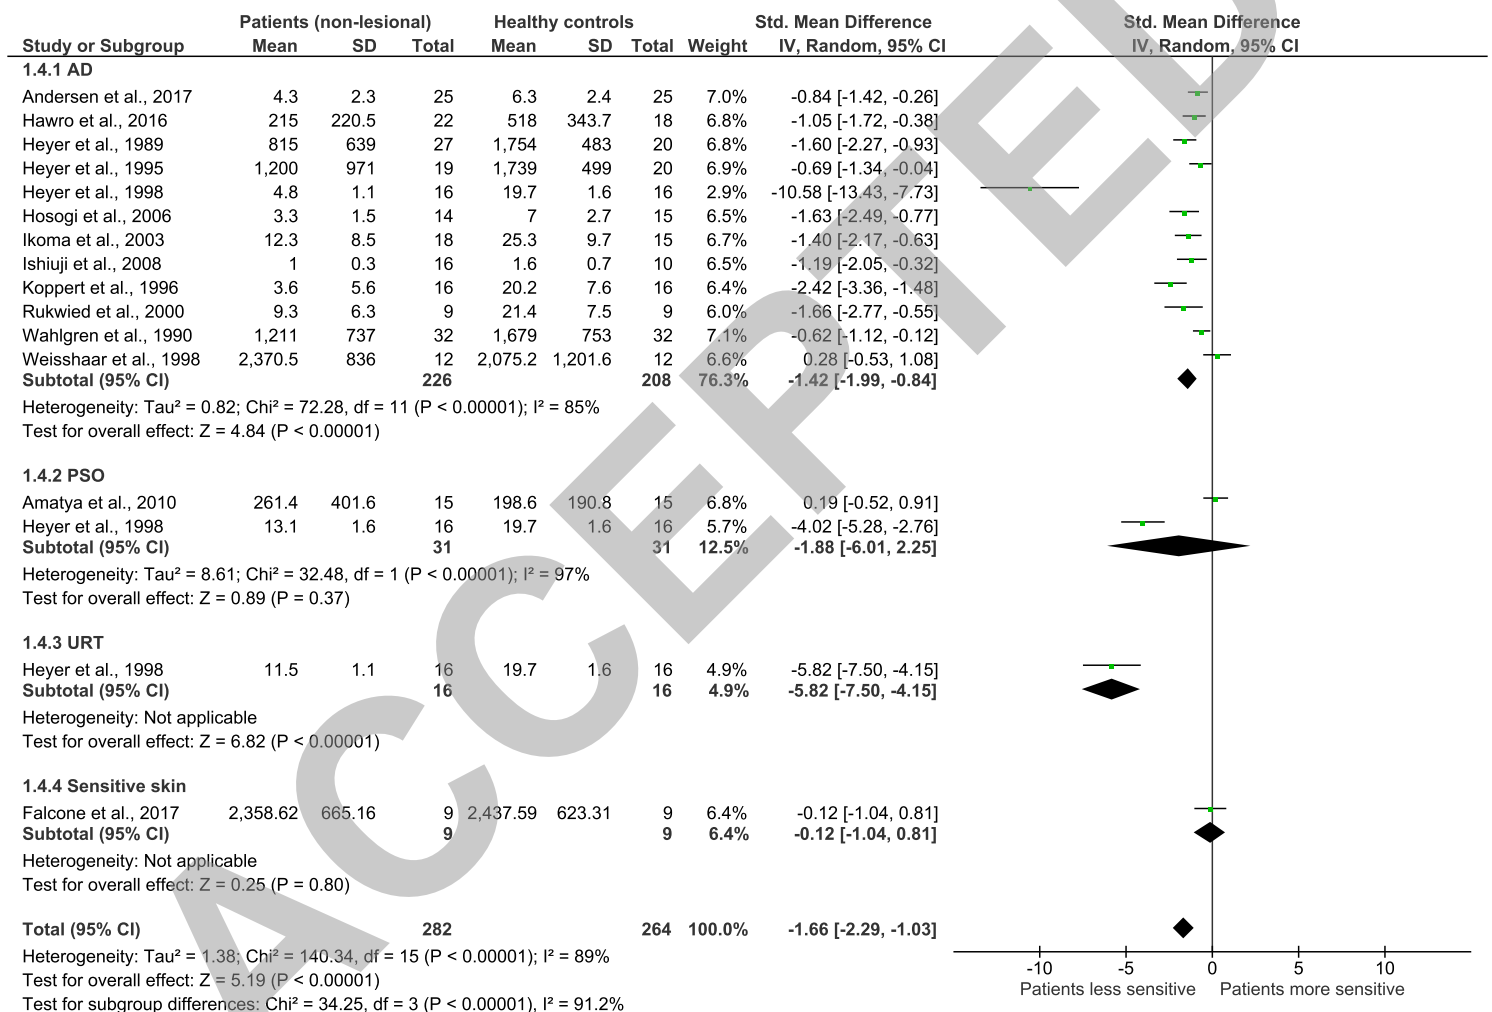 Patients (non-lesional) Healthy controls Std. Mean Difference Std. Mean Difference
Study or Subgroup Mean SD Total Mean SD Total Weight IV, Random, 95% CI IV, Random, 95% CI
1.4.1 AD
Andersen et al., 2017 4.3 2.3 25 6.3 2.4 25 7.0% -0.84 [-1.42, -0.26]
Hawro et al., 2016 215 220.5 22 518 343.7 18 6.8% -1.05 [-1.72, -0.38]
Heyer et al., 1989 815 639 27 1,754 483 20 6.8% -1.60 [-2.27, -0.93]
Heyer et al., 1995 1,200 971 19 1,739 499 20 6.9% -0.69 [-1.34, -0.04]
Heyer et al., 1998 4.8 1.1 16 19.7 1.6 16 2.9% -10.58 [-13.43, -7.73]
Hosogi et al., 2006 3.3 1.5 14 7 2.7 15 6.5% -1.63 [-2.49, -0.77]
Ikoma et al., 2003 12.3 8.5 18 25.3 9.7 15 6.7% -1.40 [-2.17, -0.63]
Ishiuji et al., 2008 1 0.3 16 1.6 0.7 10 6.5% -1.19 [-2.05, -0.32]
Koppert et al., 1996 3.6 5.6 16 20.2 7.6 16 6.4% -2.42 [-3.36, -1.48]
Rukwied et al., 2000 9.3 6.3 9 21.4 7.5 9 6.0% -1.66 [-2.77, -0.55]
Wahlgren et al., 1990 1,211 737 32 1,679 753 32 7.1% -0.62 [-1.12, -0.12]
Weisshaar et al., 1998 2,370.5 836 12 2,075.2 1,201.6 12 6.6% 0.28 [-0.53, 1.08]
Subtotal (95% CI) 226 208 76.3% -1.42 [-1.99, -0.84]
Heterogeneity: Tau² = 0.82; Chi² = 72.28, df = 11 (P < 0.00001); I² = 85%
Test for overall effect: Z = 4.84 (P < 0.00001)
1.4.2 PSO
Amatya et al., 2010 261.4 401.6 15 198.6 190.8 15 6.8% 0.19 [-0.52, 0.91]
Heyer et al., 1998 13.1 1.6 16 19.7 1.6 16 5.7% -4.02 [-5.28, -2.76]
Subtotal (95% CI) 31 31 12.5% -1.88 [-6.01, 2.25]
Heterogeneity: Tau² = 8.61; Chi² = 32.48, df = 1 (P < 0.00001); I² = 97%
Test for overall effect: Z = 0.89 (P = 0.37)
1.4.3 URT
Heyer et al., 1998 11.5 1.1 16 19.7 1.6 16 4.9% -5.82 [-7.50, -4.15]
Subtotal (95% CI) 16 16 4.9% -5.82 [-7.50, -4.15]
Heterogeneity: Not applicable
Test for overall effect: Z = 6.82 (P < 0.00001)
1.4.4 Sensitive skin
Falcone et al., 2017 2,358.62 665.16 9 2,437.59 623.31 9 6.4% -0.12 [-1.04, 0.81]
Subtotal (95% CI) 9 9 6.4% -0.12 [-1.04, 0.81]
Heterogeneity: Not applicable
Test for overall effect: Z = 0.25 (P = 0.80)
Total (95% CI) 282 264 100.0% -1.66 [-2.29, -1.03]
Heterogeneity: Tau² = 1.38; Chi² = 140.34, df = 15 (P < 0.00001); I² = 89%
Test for overall effect: Z = 5.19 (P < 0.00001)
Test for subgroup differences: Chi² = 34.25, df = 3 (P < 0.00001), I² = 91.2%
-10 -5 0 5 10
Patients less sensitive Patients more sensitive
ACCEPTED